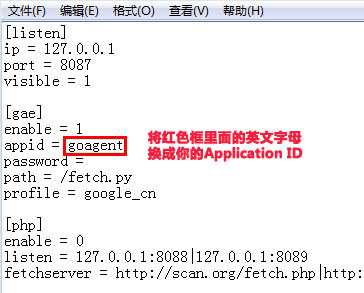 文件(F) 编辑(E) 格式(O) 查看(V) 帮助(H)
[listen]
ip = 127.0.0.1
port = 8087
visible = 1
[gae]
enable = 1
appid = goagent
password =
path = /fetch.py
profile = google_cn
将红色框里面的英文字母
换成你的Application ID
[php]
enable = 0
listen = 127.0.0.1:8088|127.0.0.1:8089
fetchserver = http://scan.org/fetch.php|http: